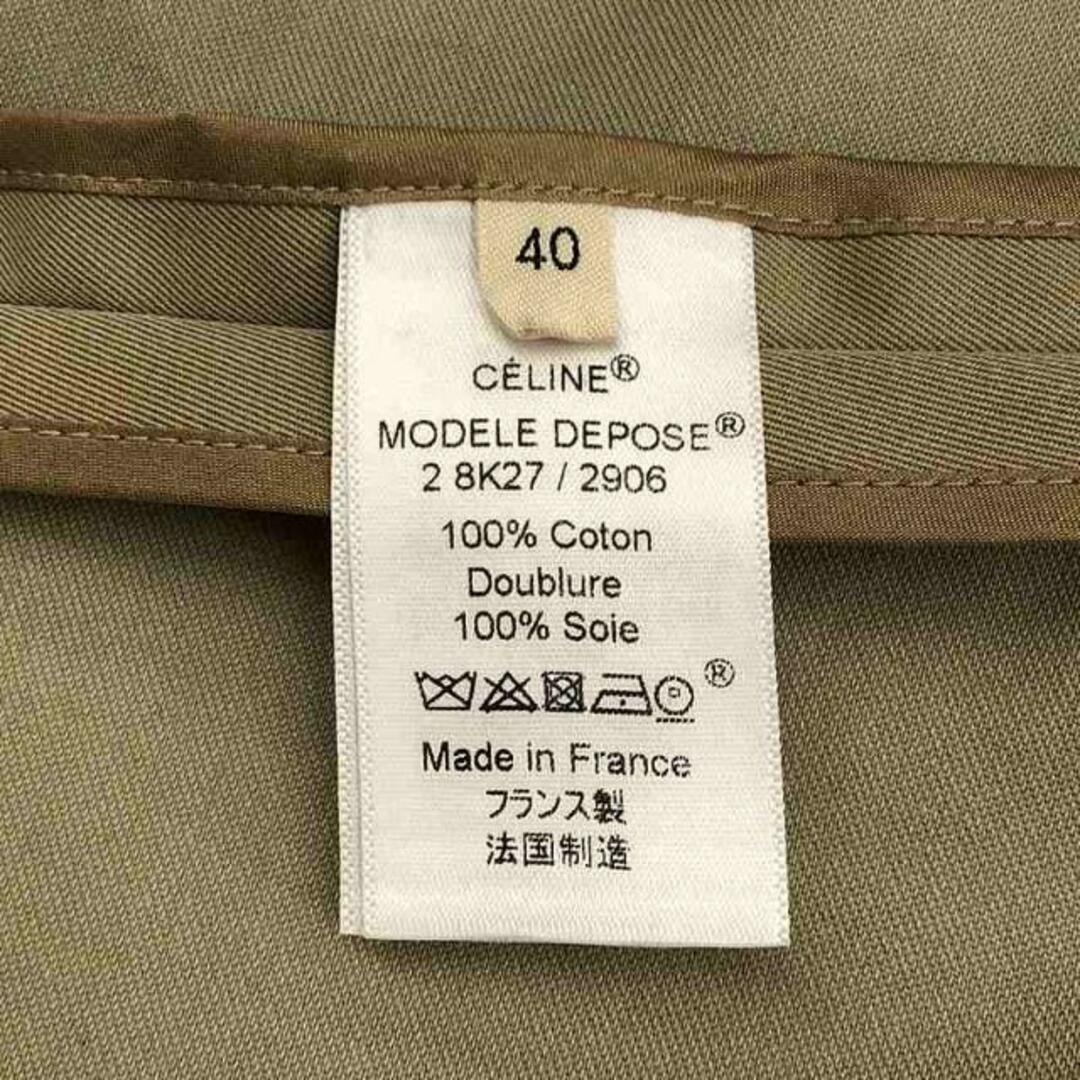 40
CÉLINE®
MODELE DEPOSE®
2 8K27 / 2906
100% Coton
Doublure
100% Soie
®
Made in France
フランス製
法国制造